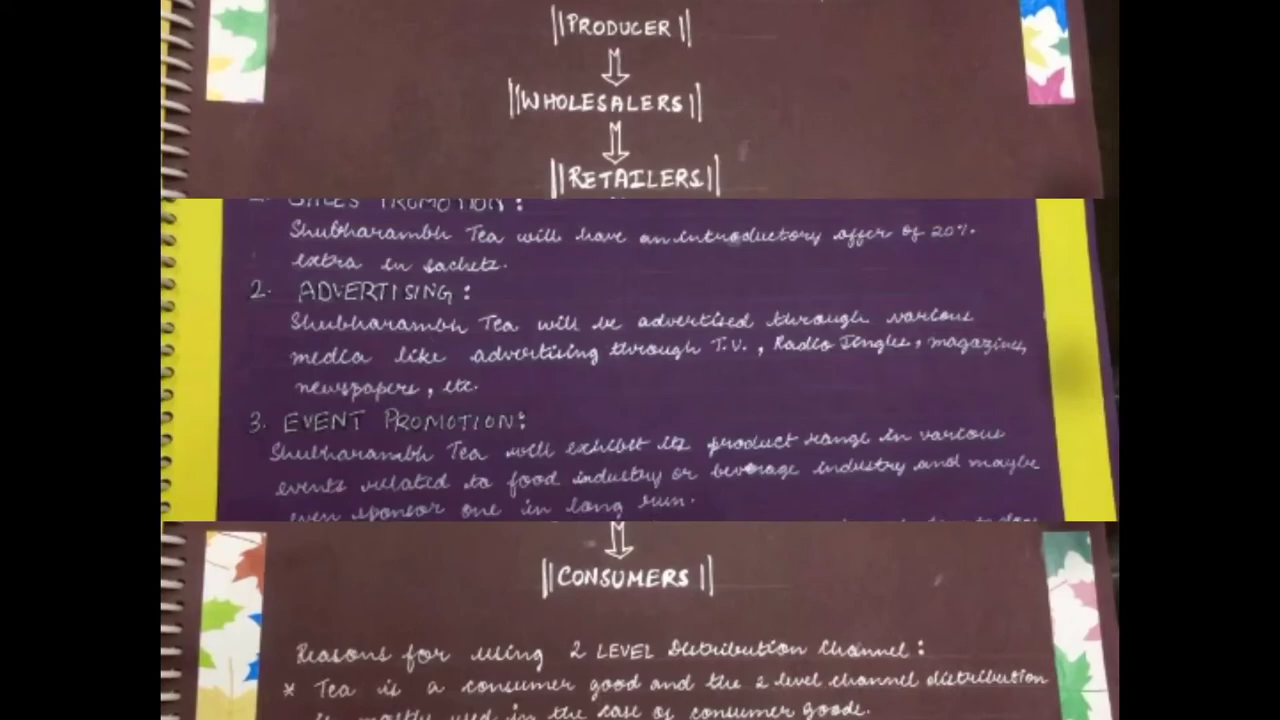 ||PRODUCER||
||WHOLESALERS||
||RETAILERS||
SALES PROMOTION:
Shubharambh Tea will have an introductory offer of 20%
extra in sachets.
2. ADVERTISING:
Shubharambh Tea will be advertised through various
media like advertising through T.V., Radio Jingles, magazines,
newspapers, etc.
3. EVENT PROMOTION:
Shubharambh Tea will exhibit its product range in various
events related to food industry or beverage industry and maybe
even sponsor one in long run.
||CONSUMERS||
Reasons for using 2 LEVEL Distribution Channel:
* Tea is a consumer good and the 2 level channel distribution
is mostly used in the case of consumer goods.